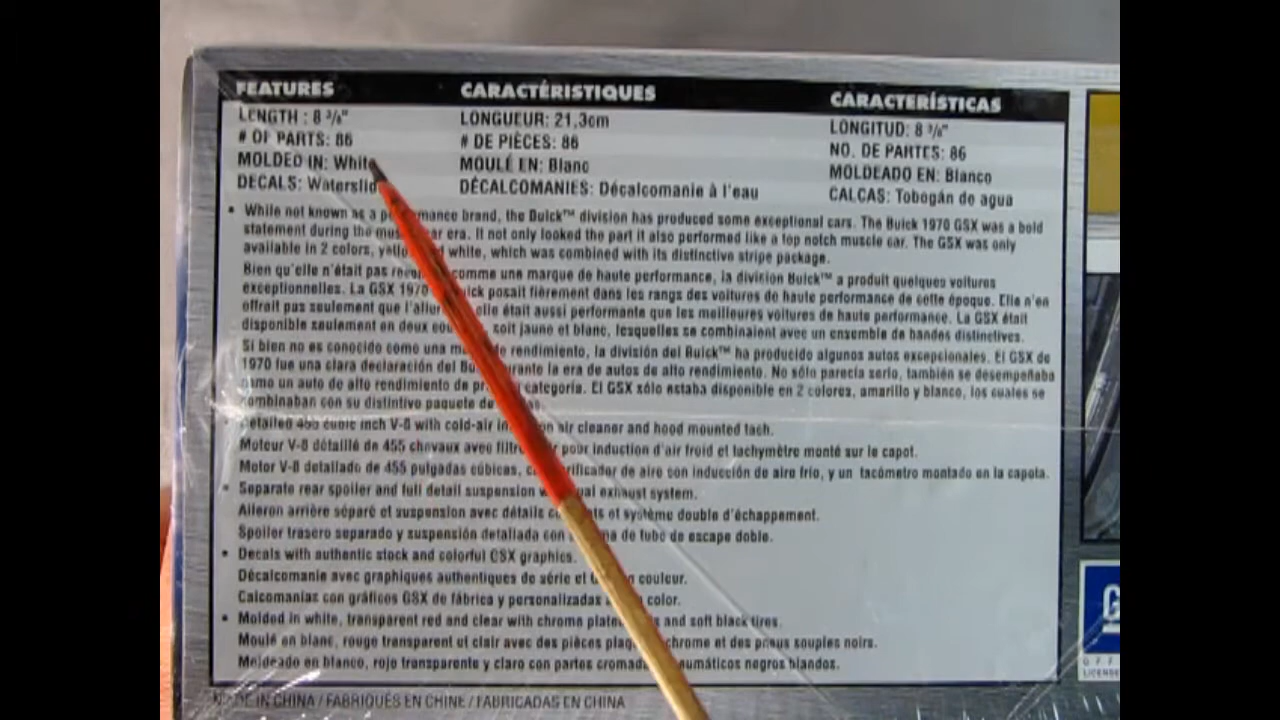 FEATURES CARACTÉRISTIQUES CARACTERÍSTICAS
LENGTH : 8 3/8" LONGUEUR: 21,3cm LONGITUD: 8 3/8"
# OF PARTS: 86 # DE PIÈCES: 86 NO. DE PARTES: 86
MOLDED IN: White MOULÉ EN: Blanc MOLDEADO EN: Blanco
DECALS: DÉCALCOMANIES: Décalcomanie à l'eau CALCAS: Tobogán de agua
• While not known as a brand, the Buick™ division has produced some exceptional cars. The Buick 1970 GSX was a bold
statement during the era. It not only looked the part it also performed like a top notch muscle car. The GSX was only
available in 2 colors, white, which was combined with its distinctive stripe package.
Bien qu'elle n'était pas comme une marque de haute performance, la division Buick™ a produit quelques voitures
exceptionnelles. La GSX 1970 posait fièrement dans les rangs des voitures de haute performance de cette époque. Elle n'en
offrait pas seulement que elle était aussi performante que les meilleures voitures de haute performance. La GSX était
disponible seulement en deux soit jaune et blanc, lesquelles se combinaient avec un ensemble de bandes distinctives.
Si bien no es conocido como una de rendimiento, la división del Buick™ ha producido algunos autos excepcionales. El GSX de
1970 fue una clara declaración del la era de autos de alto rendimiento. No sólo parecía serlo, también se desempeñaba
como un auto de alto rendimiento de categoría. El GSX sólo estaba disponible en 2 colores, amarillo y blanco, los cuales se
combinaban con su distintivo paquete de
• Detailed 455 cubic inch V-8 with cold-air air cleaner and hood mounted tach.
Moteur V-8 détaillé de 455 chevaux avec pour induction d'air froid et tachymètre monté sur le capot.
Motor V-8 detallado de 455 pulgadas cúbicas, de aire con inducción de aire frío, y un tacómetro montado en la capota.
• Separate rear spoiler and full detail suspension exhaust system.
Aileron arrière séparé et suspension avec détails et système double d'échappement.
Spoiler trasero separado y suspensión detallada con de tubo de escape doble.
• Decals with authentic stock and colorful GSX graphics.
Décalcomanie avec graphiques authentiques de série et couleur.
Calcomanías con gráficos GSX de fábrica y personalizadas color.
• Molded in white, transparent red and clear with chrome and soft black tires.
Moulé en blanc, rouge transparent et clair avec des pièces chrome et des pneus souples noirs.
Moldeado en blanco, rojo transparente y claro con partes neumáticos negros blandos.
MADE IN CHINA / FABRIQUÉS EN CHINE / FABRICADAS EN CHINA